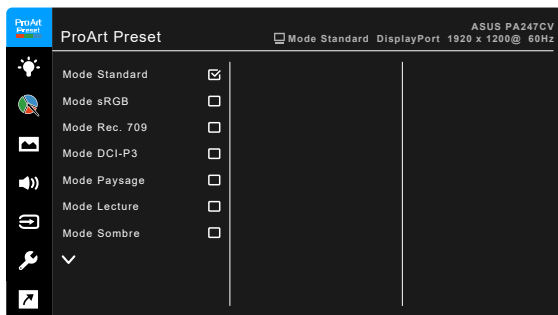 ProArt
Preset
ProArt Preset
ASUS PA247CV
Mode Standard DisplayPort 1920 x 1200@ 60Hz
Mode Standard
Mode sRGB
Mode Rec. 709
Mode DCI-P3
Mode Paysage
Mode Lecture
Mode Sombre